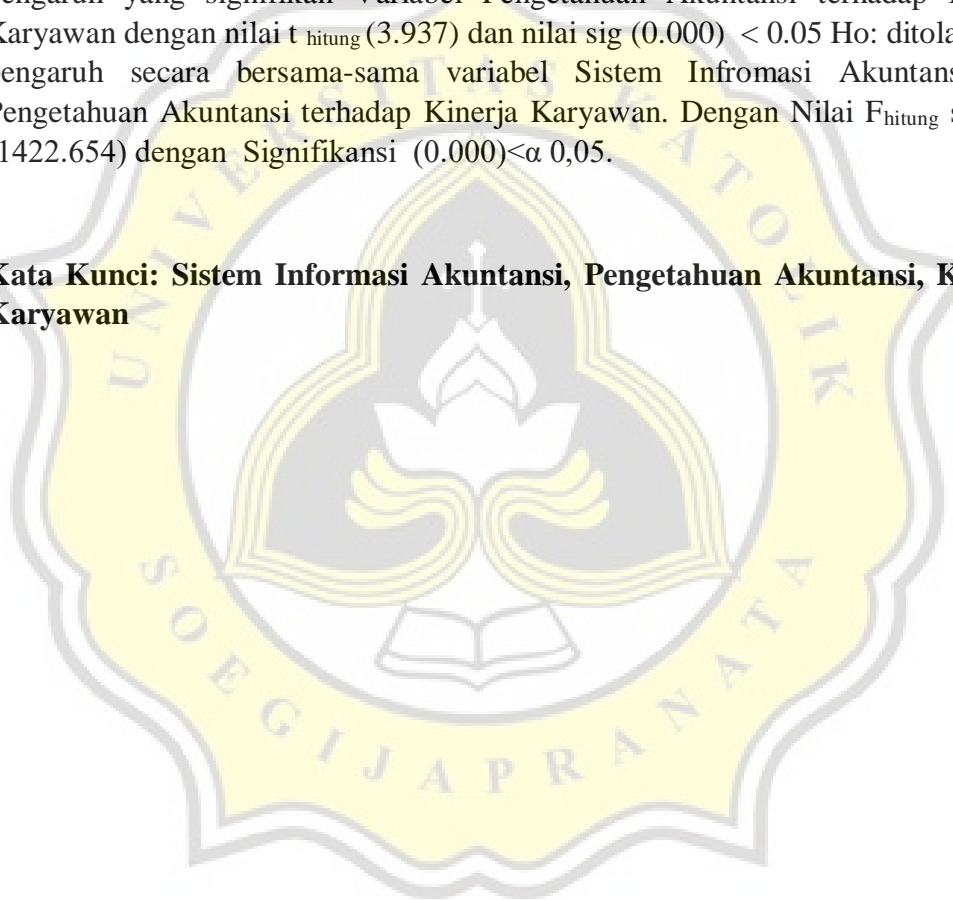 pengaruh yang signifikan Variabel Pengetahuan Akuntansi terhadap
Karyawan dengan nilai t hitung (3.937) dan nilai sig (0.000) < 0.05 Ho:
pengaruh secara bersama-sama variabel Sistem Infromasi
Pengetahuan Akuntansi terhadap Kinerja Karyawan. Dengan Nilai Fhitung
(1422.654) dengan Signifikansi (0.000)<α 0,05.
Kata Kunci: Sistem Informasi Akuntansi, Pengetahuan Akuntansi,
Karyawan
UNIVERSITAS KATOLIK
SOEGIJAPRANATA